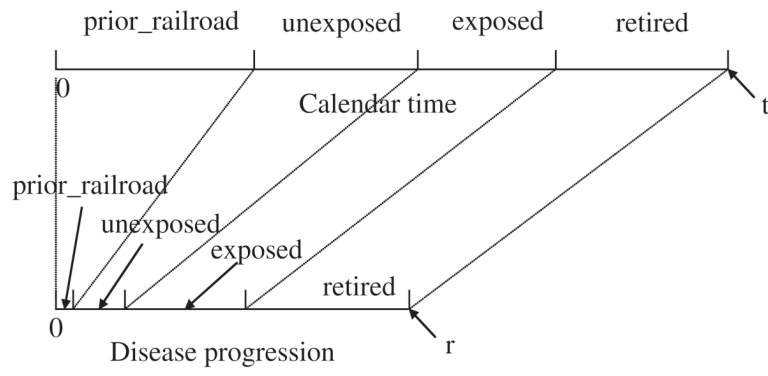 prior_railroad unexposed exposed retired
0
Calendar time
t
prior_railroad
unexposed
exposed
retired
0
r
Disease progression